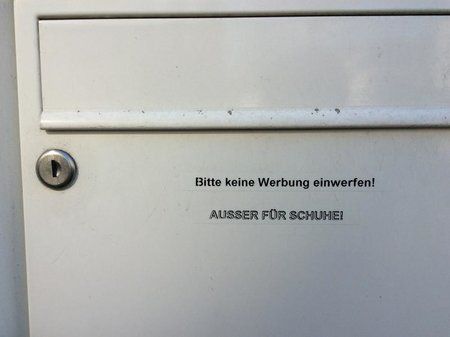 Bitte keine Werbung einwerfen!
AUSSER FÜR SCHUHE!